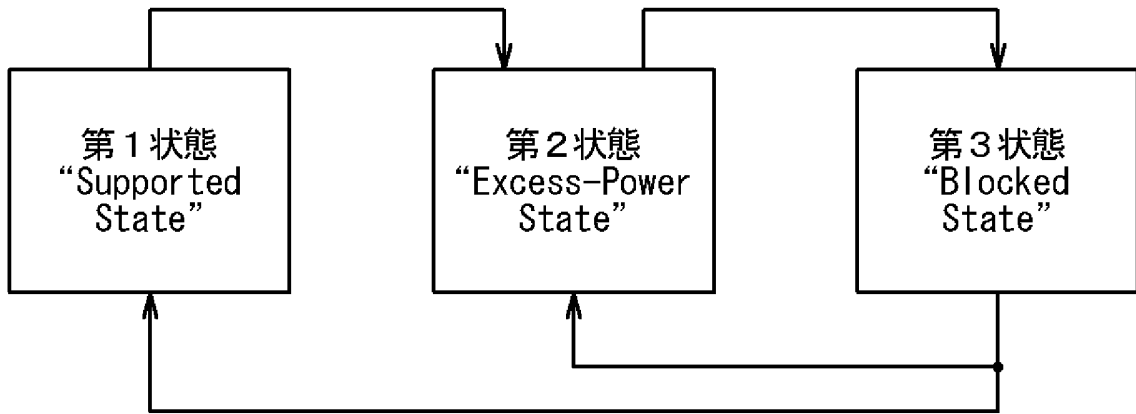 第１状態
“Supported
State”
第２状態
“Excess-Power
State”
第３状態
“Blocked
State”